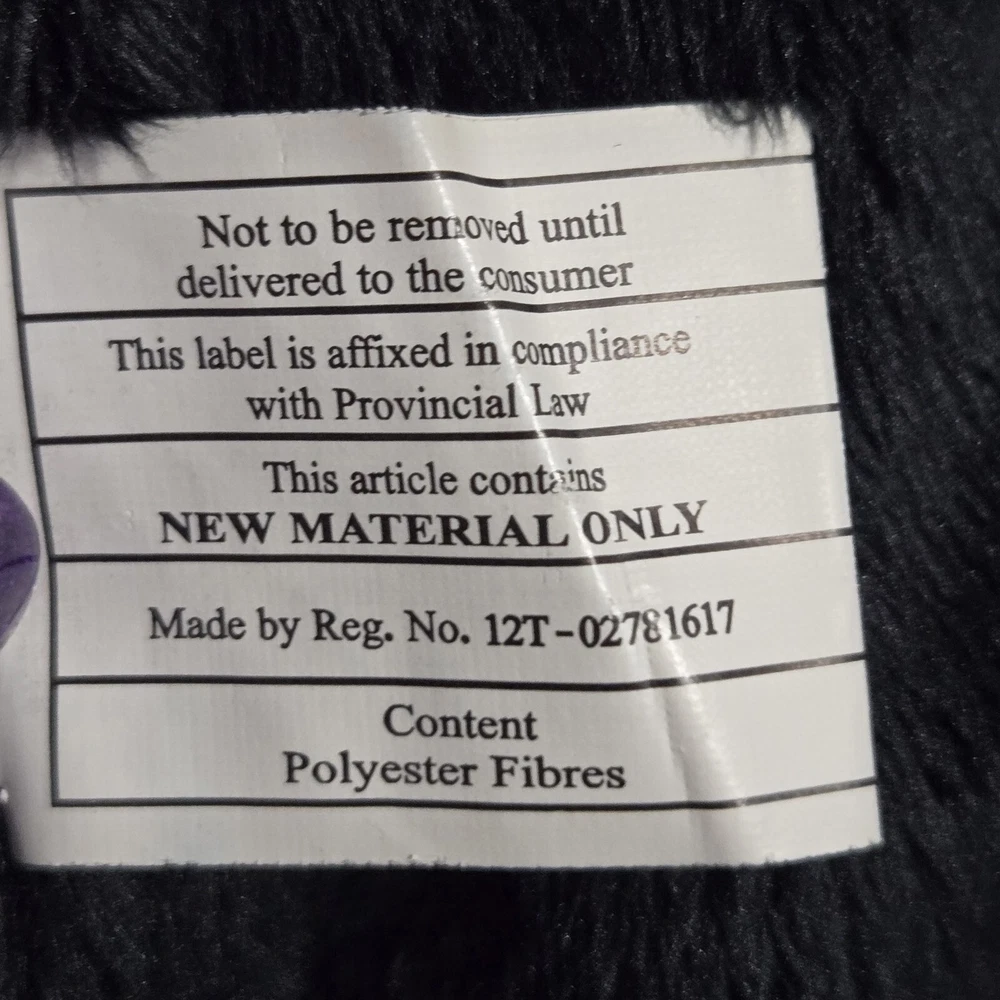 Not to be removed until
delivered to the consumer
This label is affixed in compliance
with Provincial Law
This article contains
NEW MATERIAL ONLY
Made by Reg. No. 12T-02781617
Content
Polyester Fibres